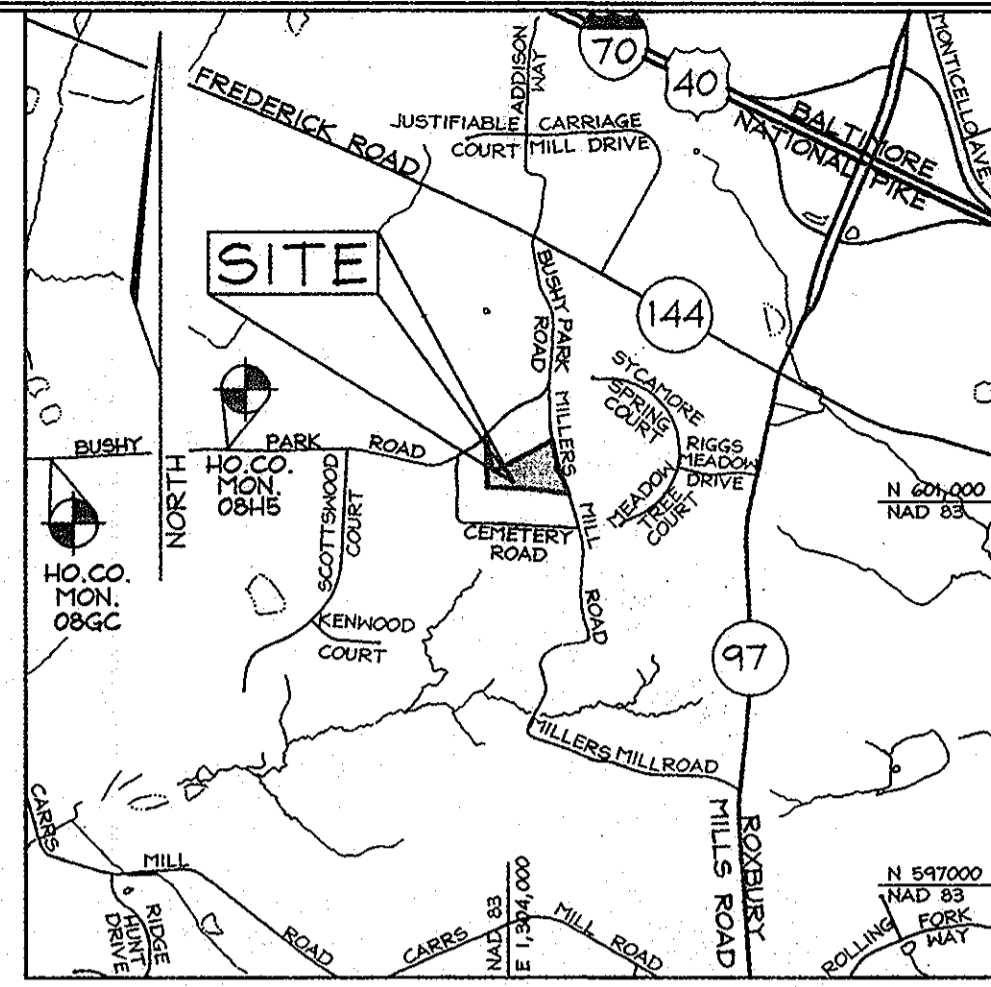 70
40
ADDISON
WAY
MONTICELLO AVE.
FREDERICK ROAD
JUSTIFIABLE
COURT
CARRIAGE
MILL DRIVE
BALTIMORE
NATIONAL PIKE
SITE
BUSHY PARK
ROAD
144
SYCAMORE
SPRING
COURT
MILLERS
MILL
ROAD
RIGGS
MEADOW
DRIVE
MEADOW
TREE
COURT
BUSHY
PARK
ROAD
NORTH
HO.CO.
MON.
08H5
SCOTTSWOOD
COURT
CEMETERY
ROAD
N 601,000
NAD 83
HO.CO.
MON.
08GC
KENWOOD
COURT
97
MILLERS MILL ROAD
ROXBURY
MILLS ROAD
CARRS
MILL
ROAD
RIDGE
HUNT
DRIVE
CARRS
MILL
ROAD
NAD 83
E 1,304,000
N 597000
NAD 83
ROLLING
FORK
WAY